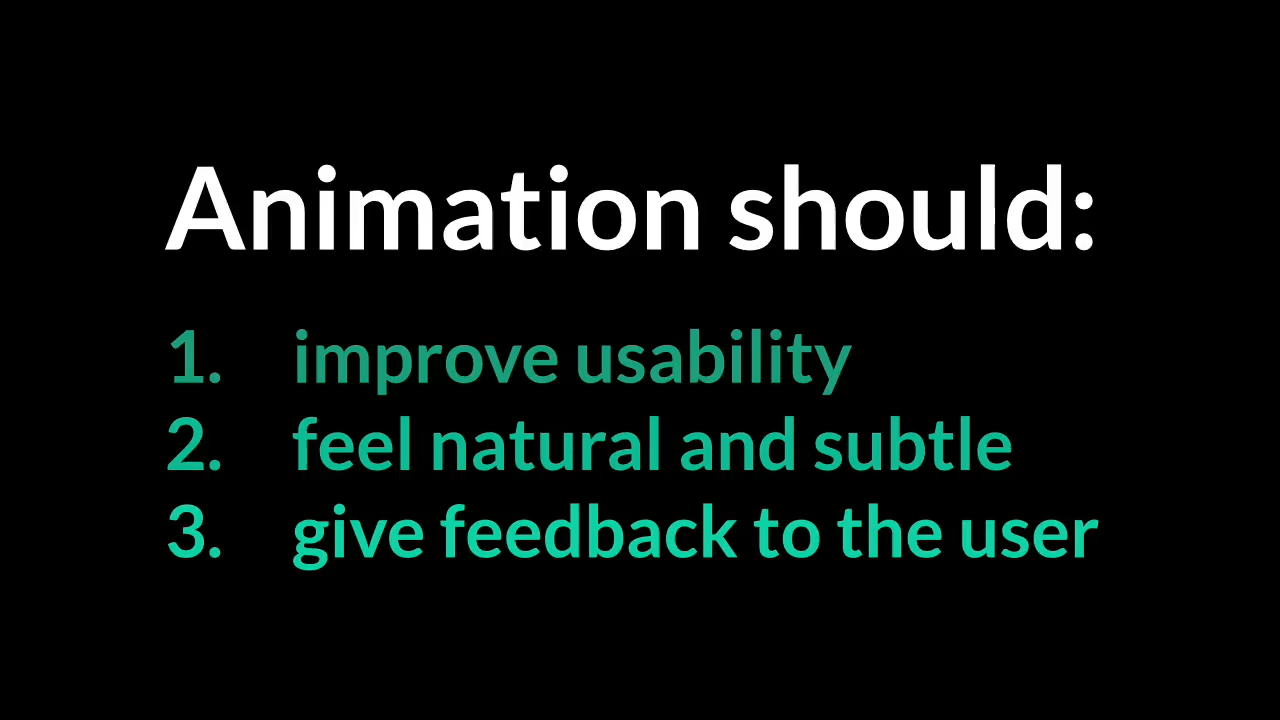 Animation should:
1. improve usability
2. feel natural and subtle
3. give feedback to the user